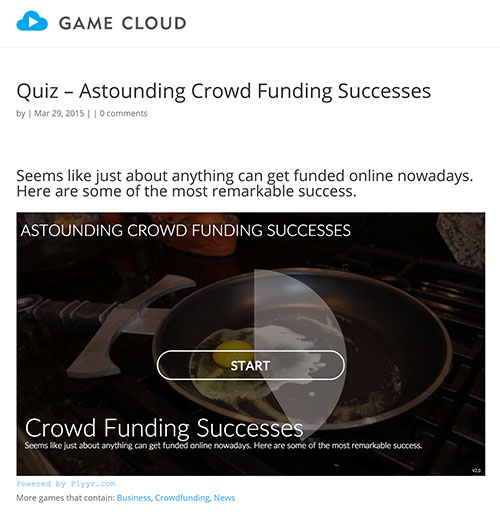 GAME CLOUD
Quiz – Astounding Crowd Funding Successes
by | Mar 29, 2015 | | 0 comments
Seems like just about anything can get funded online nowadays.
Here are some of the most remarkable success.
ASTOUNDING CROWD FUNDING SUCCESSES
START
Crowd Funding Successes
Seems like just about anything can get funded online nowadays. Here are some of the most remarkable success.
V2.0
Powered by Plyyr.com
More games that contain: Business, Crowdfunding, News